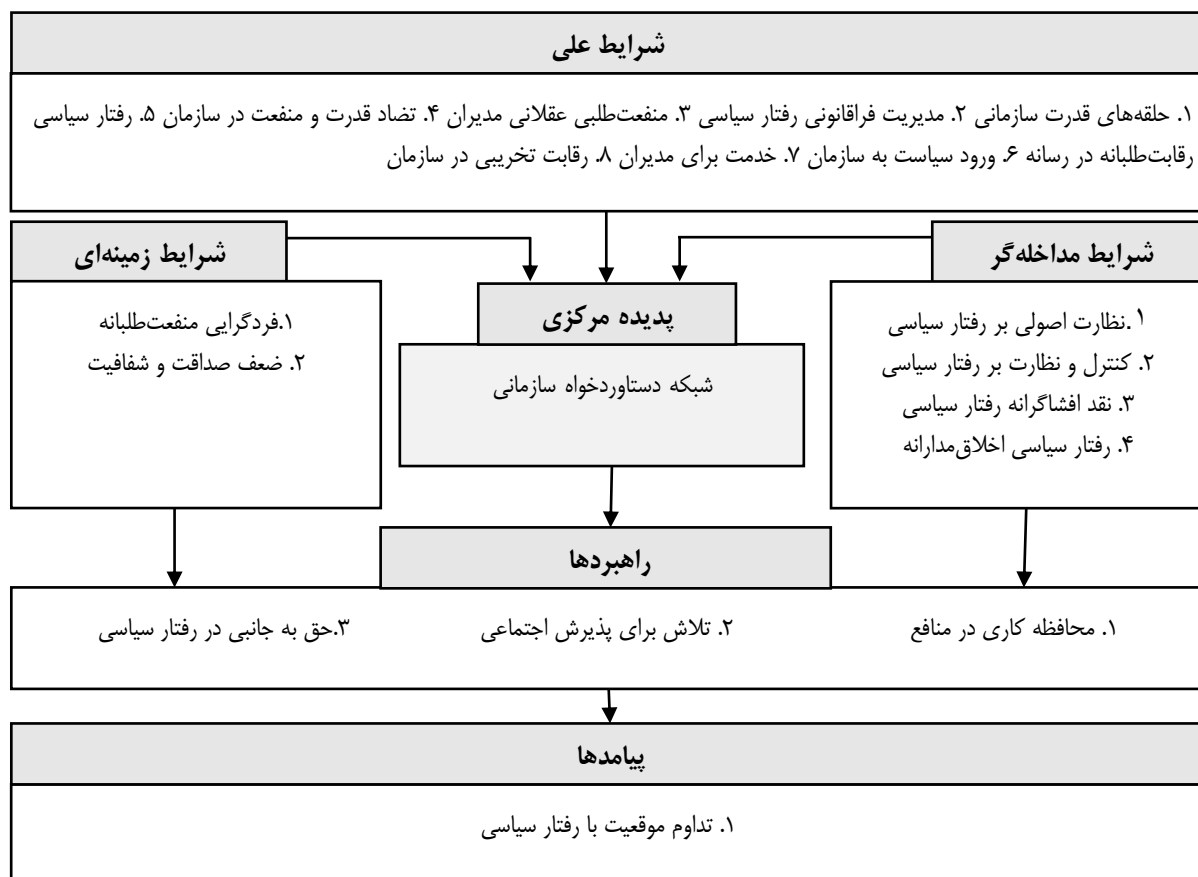 شرایط علی
۱. حلقه‌های قدرت سازمانی ۲. مدیریت فراقانونی رفتار سیاسی ۳. منفعت‌طلبی عقلانی مدیران ۴. تضاد قدرت و منفعت در سازمان ۵. رفتار سیاسی
رقابت‌طلبانه در رسانه ۶. ورود سیاست به سازمان ۷. خدمت برای مدیران ۸. رقابت تخریبی در سازمان
شرایط مداخله‌گر
۱.نظارت اصولی بر رفتار سیاسی
۲. کنترل و نظارت بر رفتار سیاسی
۳. نقد افشاگرانه رفتار سیاسی
۴. رفتار سیاسی اخلاق‌مدارانه
پدیده مرکزی
شبکه دستاوردخواه سازمانی
شرایط زمینه‌ای
۱.فردگرایی منفعت‌طلبانه
۲. ضعف صداقت و شفافیت
راهبردها
۱. محافظه کاری در منافع
۲. تلاش برای پذیرش اجتماعی
۳.حق به جانبی در رفتار سیاسی
پیامدها
۱. تداوم موقعیت با رفتار سیاسی